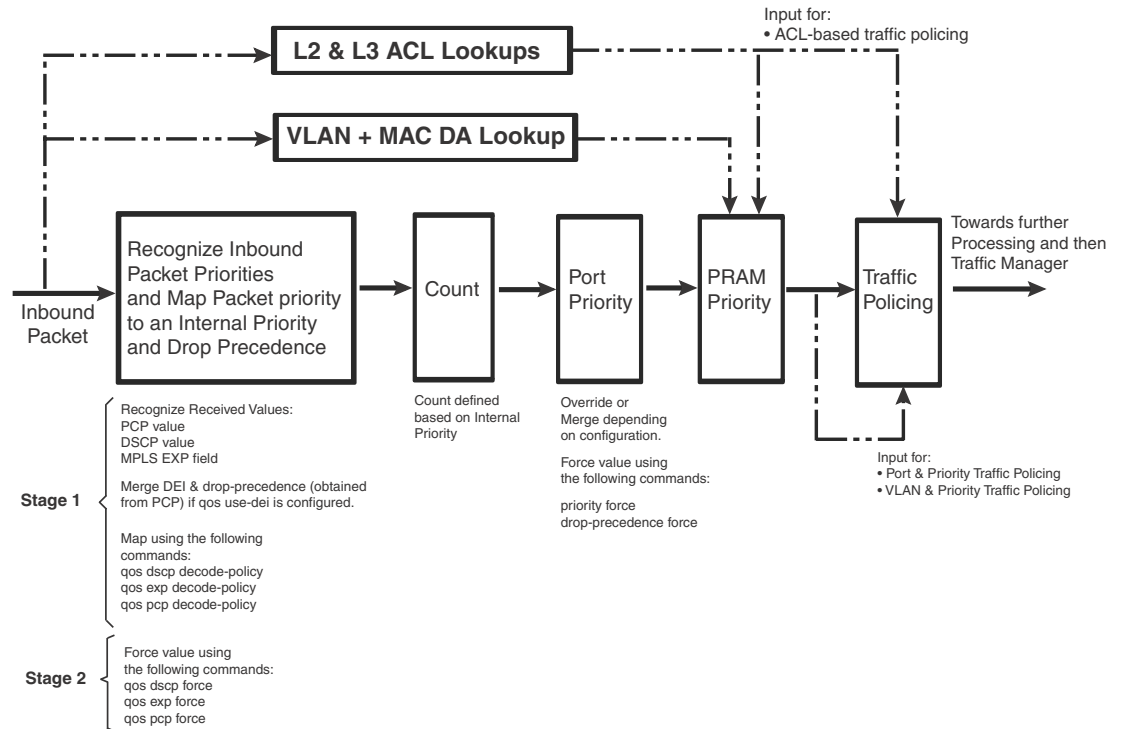 Input for:
• ACL-based traffic policing
L2 & L3 ACL Lookups
VLAN + MAC DA Lookup
Inbound
Packet
Recognize Inbound
Packet Priorities
and Map Packet priority
to an Internal Priority
and Drop Precedence
Count
Port
Priority
PRAM
Priority
Traffic
Policing
Towards further
Processing and then
Traffic Manager
Stage 1
Recognize Received Values:
PCP value
DSCP value
MPLS EXP field
Merge DEI & drop-precedence (obtained
from PCP) if qos use-dei is configured.
Map using the following
commands:
qos dscp decode-policy
qos exp decode-policy
qos pcp decode-policy
Stage 2
Force value using
the following commands:
qos dscp force
qos exp force
qos pcp force
Count defined
based on Internal
Priority
Override or
Merge depending
on configuration.
Force value using
the following commands:
priority force
drop-precedence force
Input for:
• Port & Priority Traffic Policing
• VLAN & Priority Traffic Policing